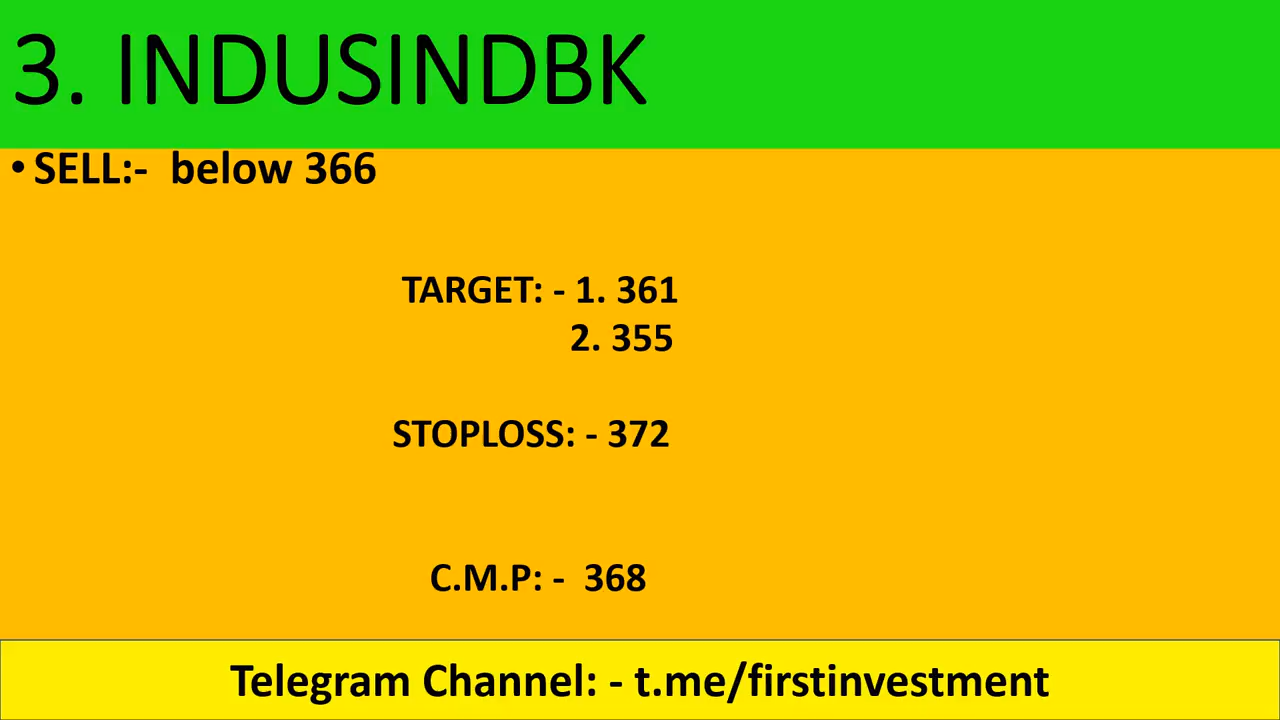 3. INDUSINDBK
• SELL:- below 366
TARGET: - 1. 361
2. 355
STOPLOSS: - 372
C.M.P: - 368
Telegram Channel: - t.me/firstinvestment